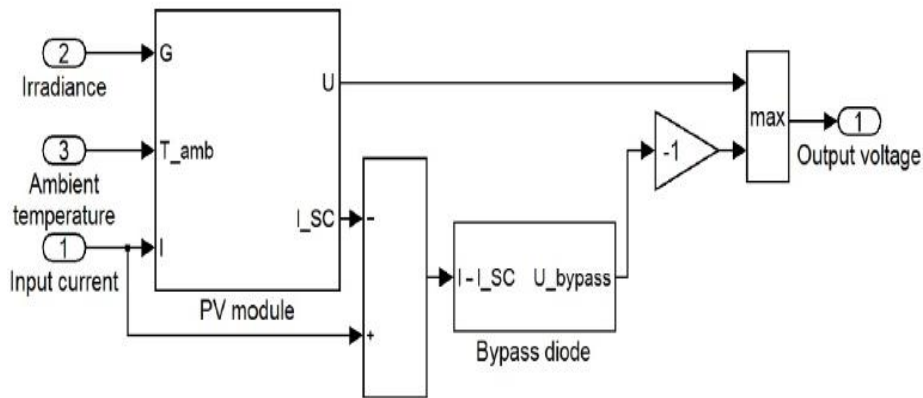 2
Irradiance
G
U
3
Ambient
temperature
T_amb
1
Input current
I
I_SC
PV module
−
+
I – I_SC U_bypass
Bypass diode
-1
max
1
Output voltage